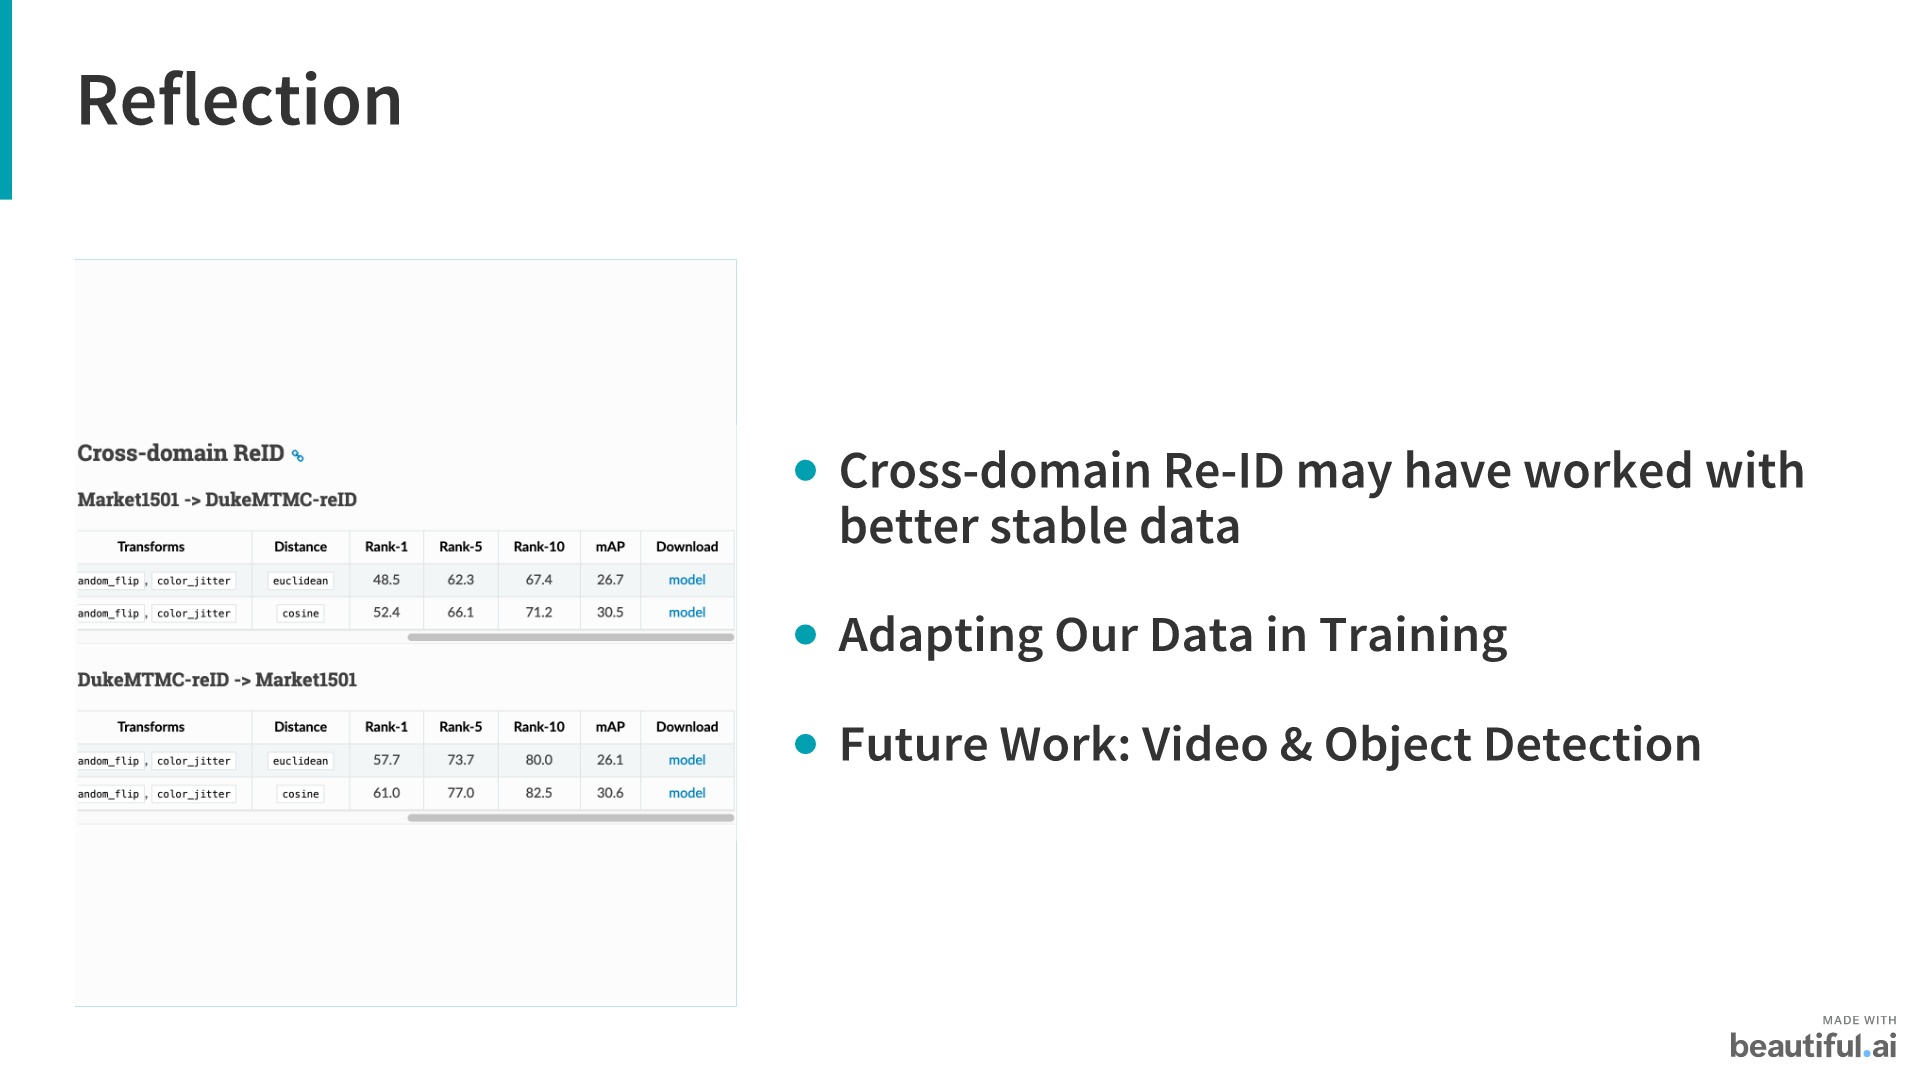 Reflection
Cross-domain ReID
Market1501 -> DukeMTMC-reID
Transforms Distance Rank-1 Rank-5 Rank-10 mAP Download
andom_flip , color_jitter euclidean 48.5 62.3 67.4 26.7 model
andom_flip , color_jitter cosine 52.4 66.1 71.2 30.5 model
DukeMTMC-reID -> Market1501
Transforms Distance Rank-1 Rank-5 Rank-10 mAP Download
andom_flip , color_jitter euclidean 57.7 73.7 80.0 26.1 model
andom_flip , color_jitter cosine 61.0 77.0 82.5 30.6 model
Cross-domain Re-ID may have worked with
better stable data
Adapting Our Data in Training
Future Work: Video & Object Detection
MADE WITH
beautiful.ai